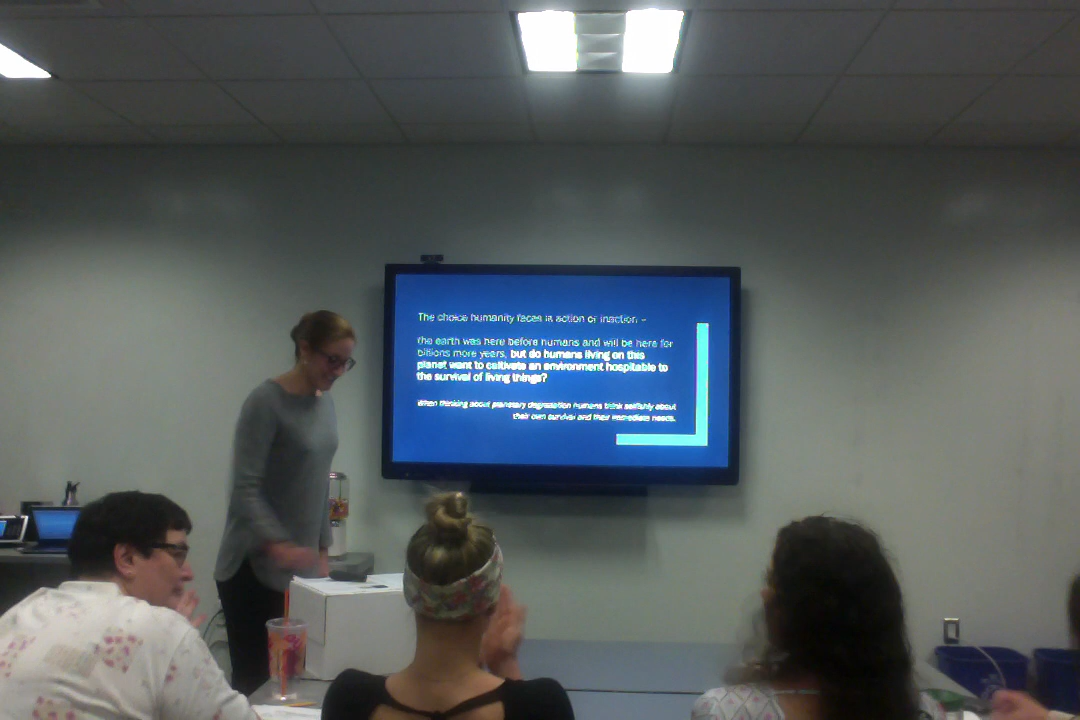 The choice humanity faces is action or inaction –
the earth was here before humans and will be here for
billions more years, but do humans living on this
planet want to cultivate an environment hospitable to
the survival of living things?
When thinking about planetary degradation humans think selfishly about
their own survival and their immediate needs.